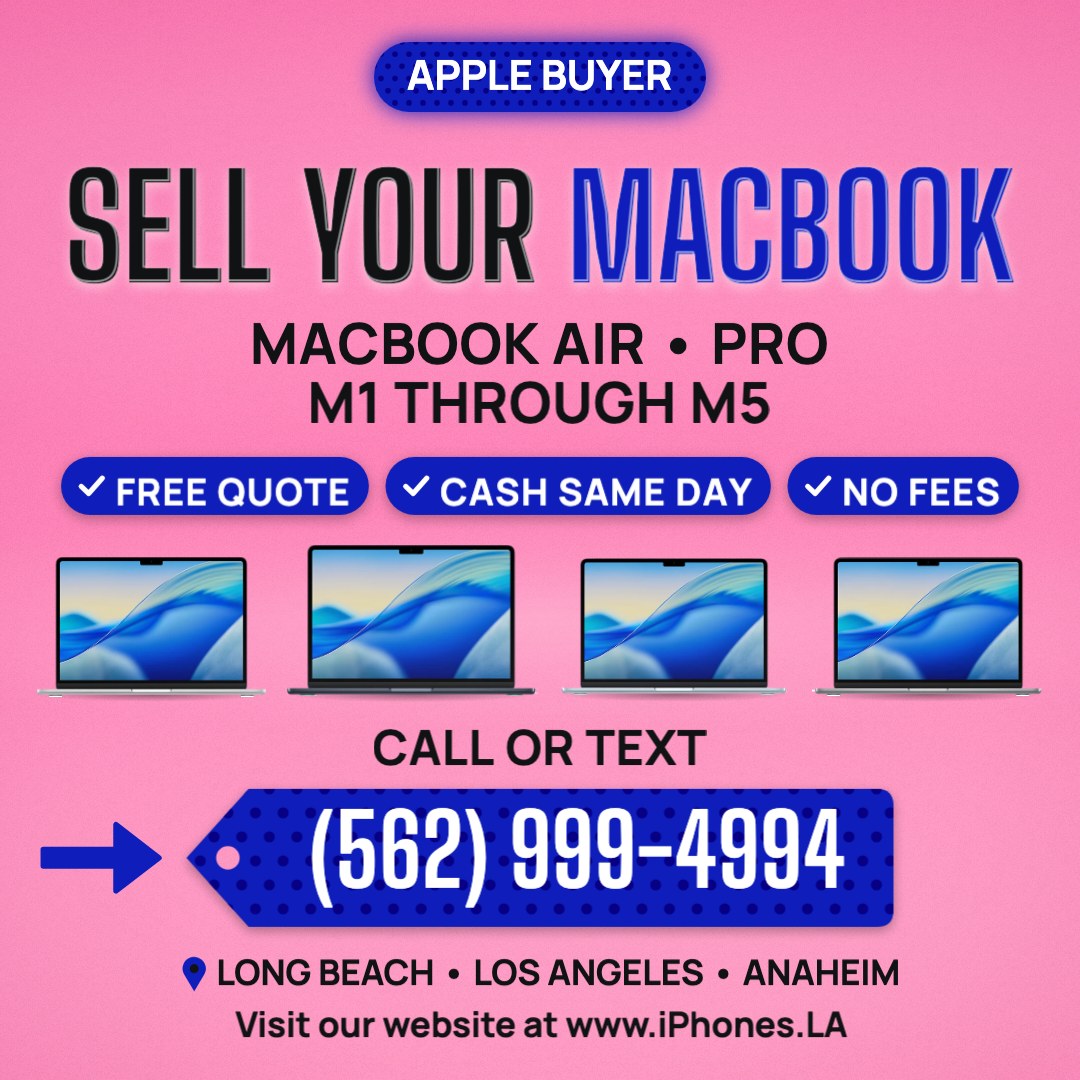 APPLE BUYER
SELL YOUR MACBOOK
MACBOOK AIR • PRO
M1 THROUGH M5
✓ FREE QUOTE ✓ CASH SAME DAY ✓ NO FEES
CALL OR TEXT
(562) 999-4994
LONG BEACH • LOS ANGELES • ANAHEIM
Visit our website at www.iPhones.LA